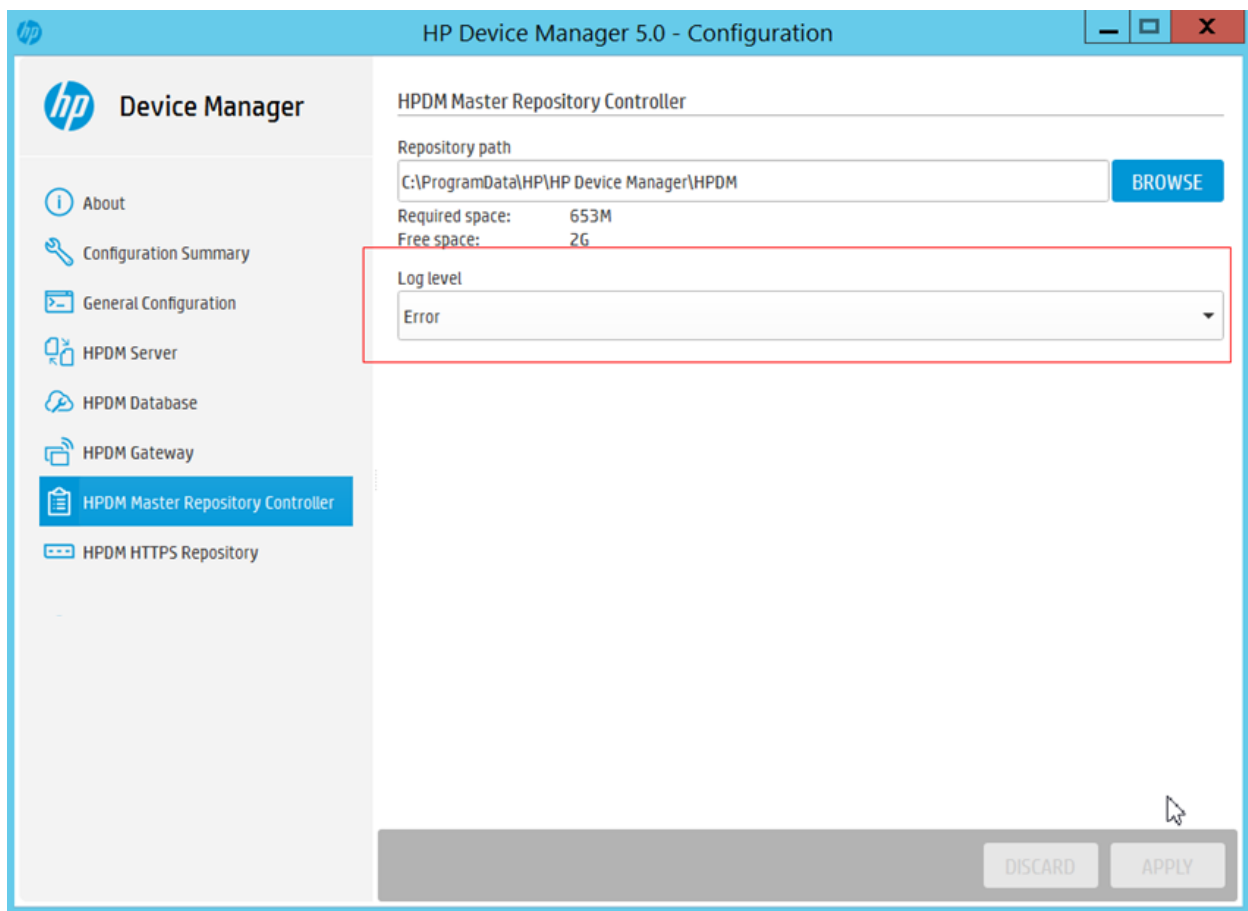 hp
HP Device Manager 5.0 - Configuration
X
hp
Device Manager
About
Configuration Summary
General Configuration
HPDM Server
HPDM Database
HPDM Gateway
HPDM Master Repository Controller
HPDM HTTPS Repository
HPDM Master Repository Controller
Repository path
C:\ProgramData\HP\HP Device Manager\HPDM
BROWSE
Required space: 653M
Free space: 2G
Log level
Error
DISCARD APPLY